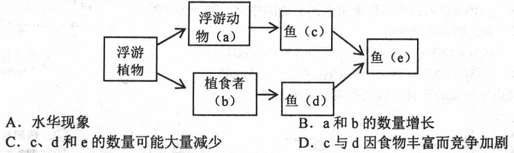 浮游植物
浮游动物（a）
鱼（c）
植食者（b）
鱼（d）
鱼（e）
A．水华现象
B．a和b的数量增长
C．c、d和e的数量可能大量减少
D．c与d因食物丰富而竞争加剧